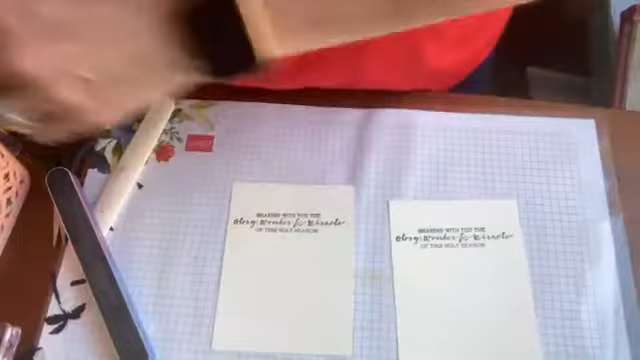 SHARING WITH YOU THE
Glory, Wonder & Miracle
OF THIS HOLY SEASON
SHARING WITH YOU THE
Glory, Wonder & Miracle
OF THIS HOLY SEASON